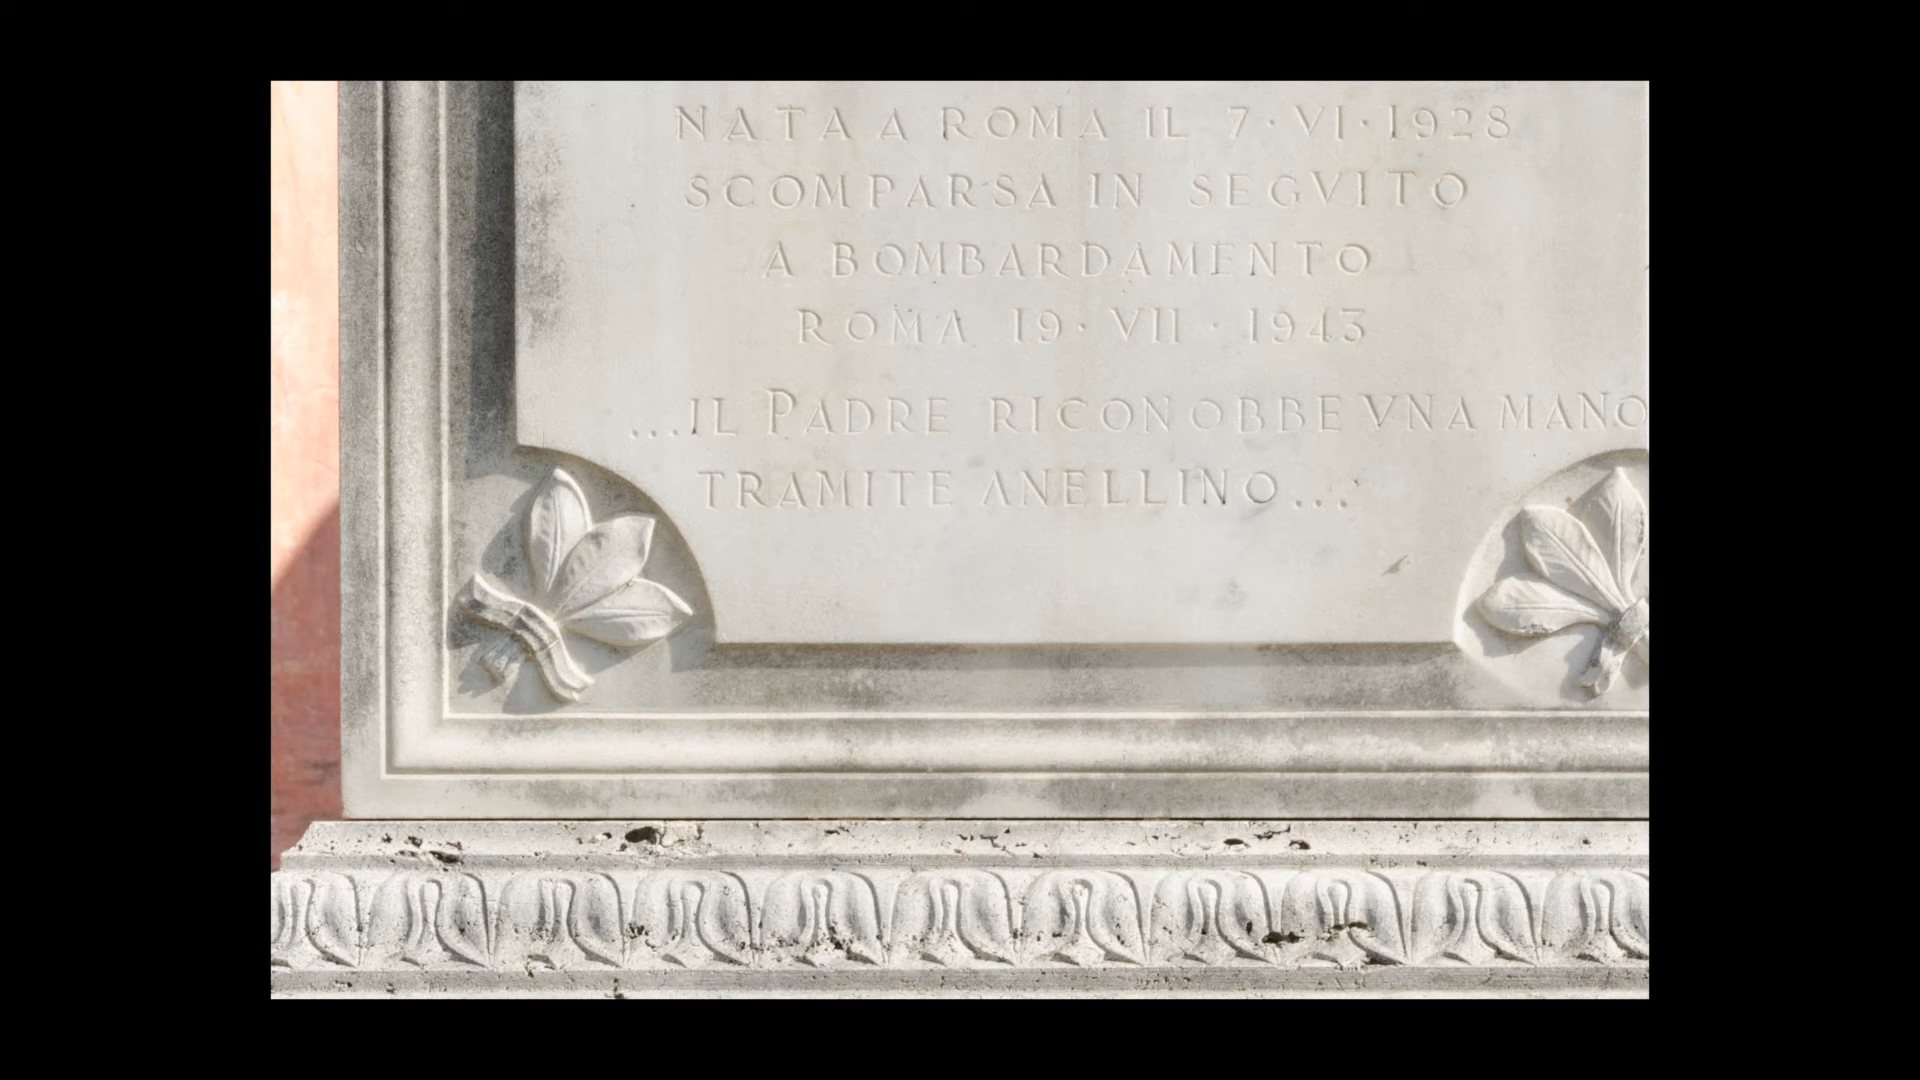 NATA A ROMA IL 7·VI·1928
SCOMPARSA IN SEGVITO
A BOMBARDAMENTO
ROMA 19·VII·1943
...IL PADRE RICONOBBE VNA MANO
TRAMITE ANELLINO...